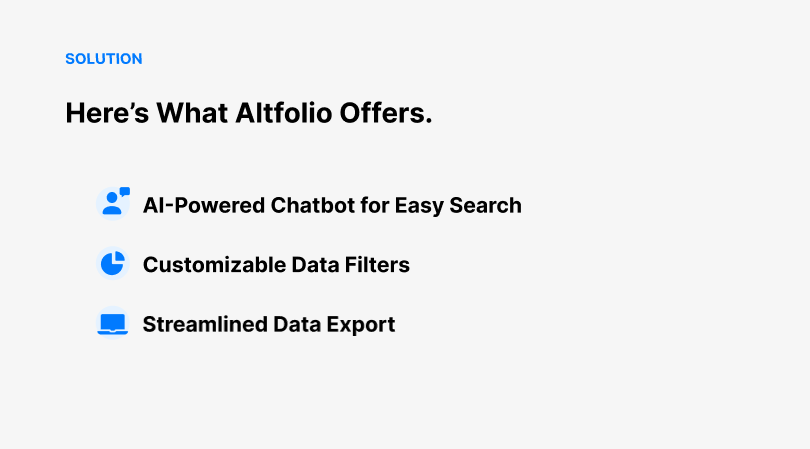 SOLUTION
Here’s What Altfolio Offers.
AI-Powered Chatbot for Easy Search
Customizable Data Filters
Streamlined Data Export